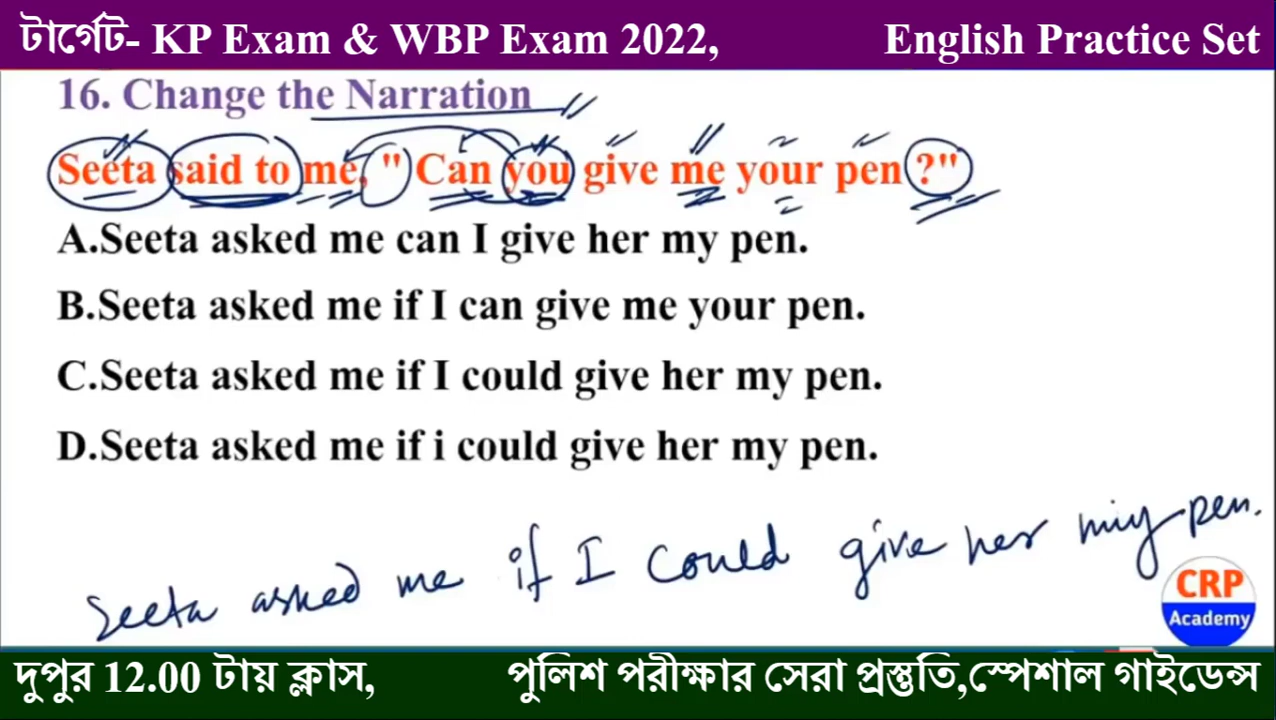 টার্গেট- KP Exam & WBP Exam 2022, English Practice Set
16. Change the Narration
Seeta said to me, " Can you give me your pen ?"
A.Seeta asked me can I give her my pen.
B.Seeta asked me if I can give me your pen.
C.Seeta asked me if I could give her my pen.
D.Seeta asked me if i could give her my pen.
Seeta asked me if I could give her my pen.
CRP
Academy
দুপুর 12.00 টায় ক্লাস, পুলিশ পরীক্ষার সেরা প্রস্তুতি,স্পেশাল গাইডেন্স